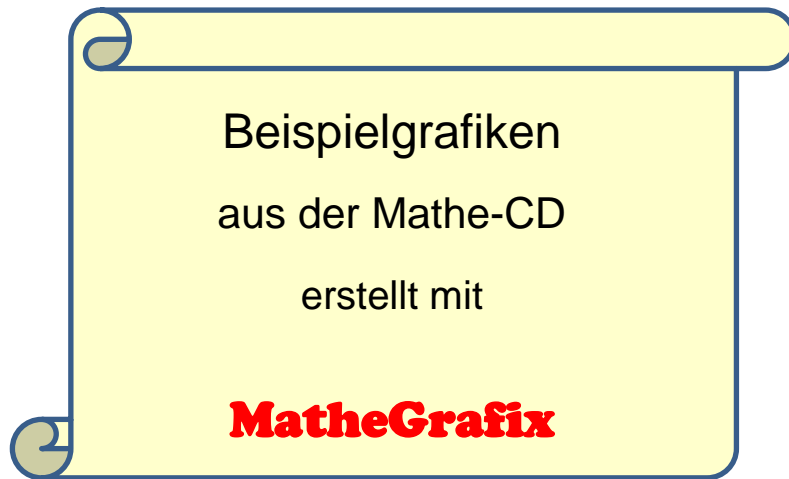 Beispielgrafiken
aus der Mathe-CD
erstellt mit
MatheGrafix